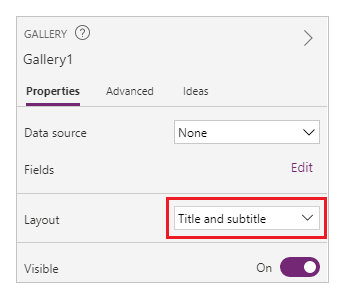 GALLERY ?
Gallery1
Properties Advanced Ideas
Data source None
Fields Edit
Layout Title and subtitle
Visible On